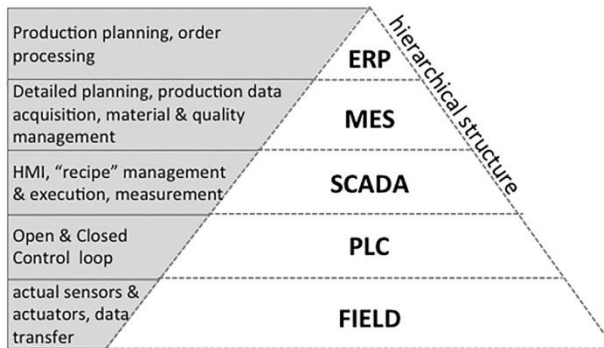 Production planning, order
processing
ERP
hierarchical structure
Detailed planning, production data
acquisition, material & quality
management
MES
HMI, “recipe” management
& execution, measurement
SCADA
Open & Closed
Control loop
PLC
actual sensors &
actuators, data
transfer
FIELD